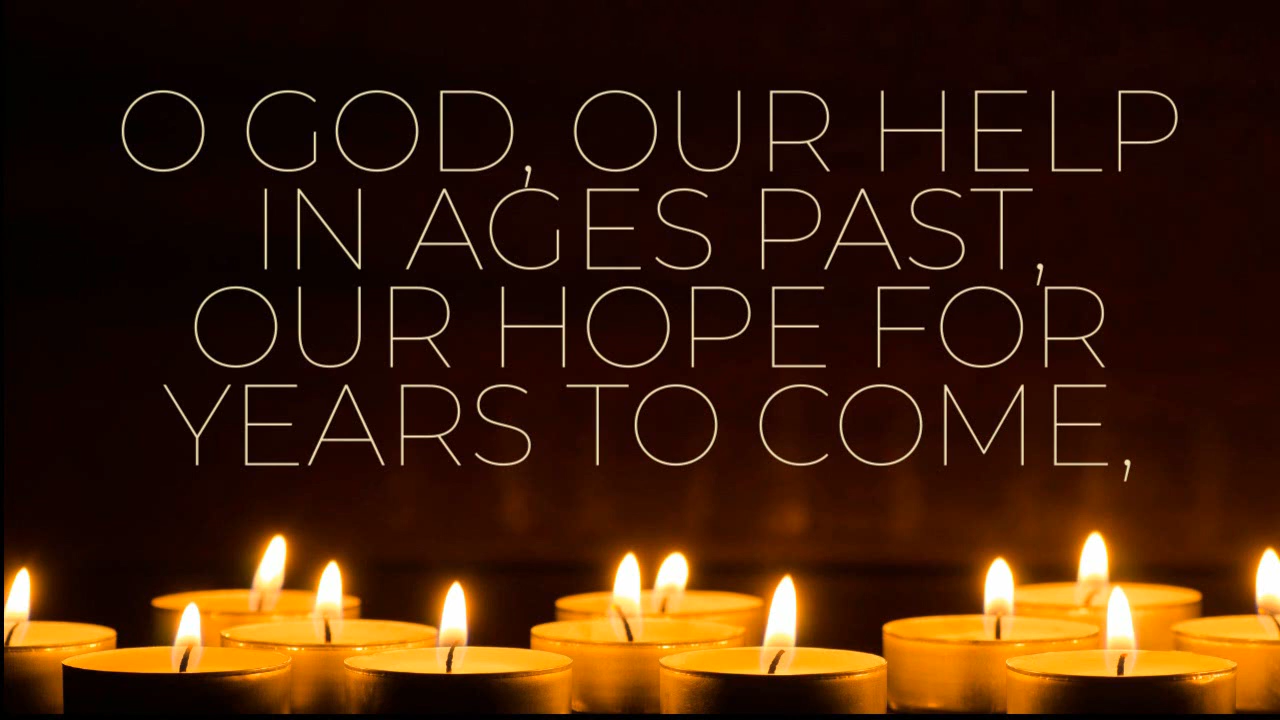 O GOD, OUR HELP
IN AGES PAST,
OUR HOPE FOR
YEARS TO COME,